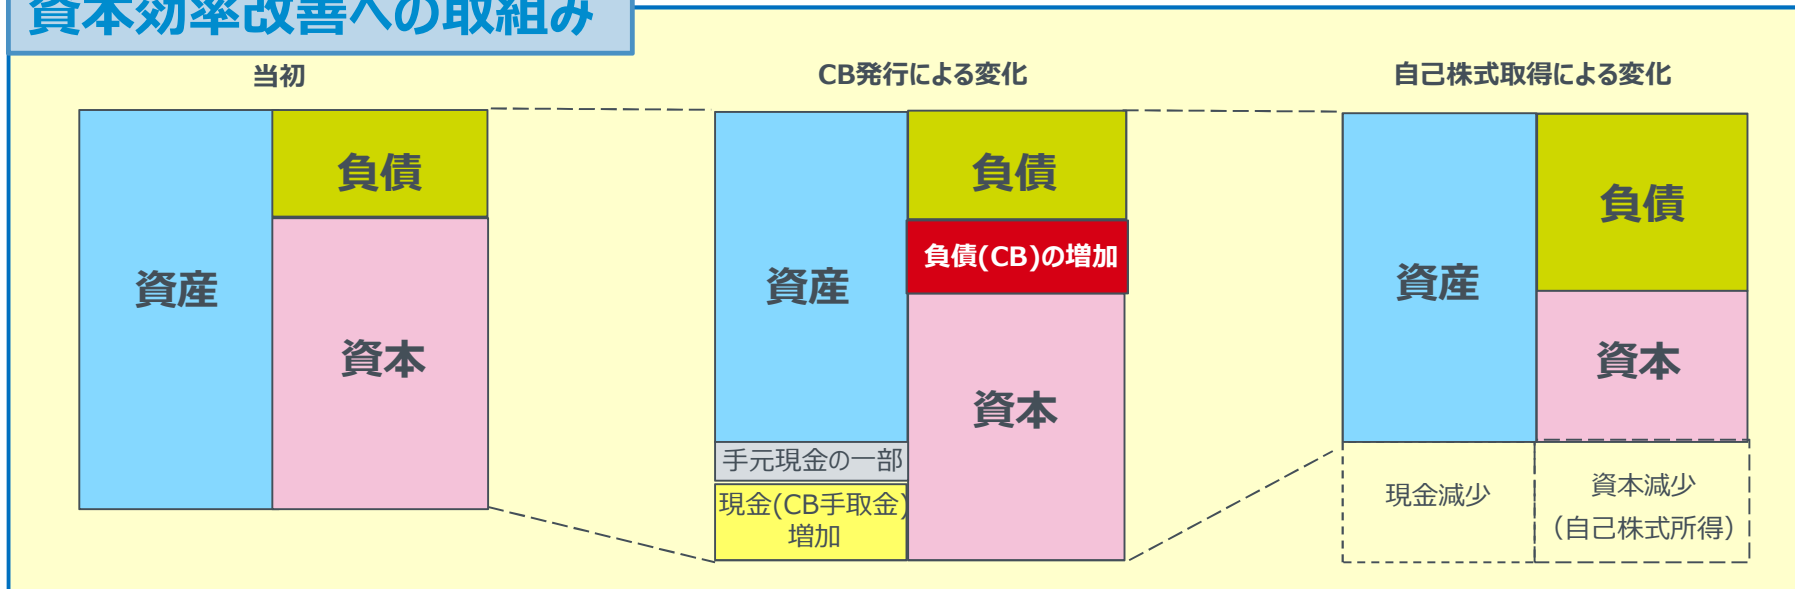 資本効率改善への取組み
当初
資産
負債
資本
CB発行による変化
資産
手元現金の一部
現金(CB手取金)
増加
負債
負債(CB)の増加
資本
自己株式取得による変化
資産
負債
資本
現金減少
資本減少
（自己株式所得）